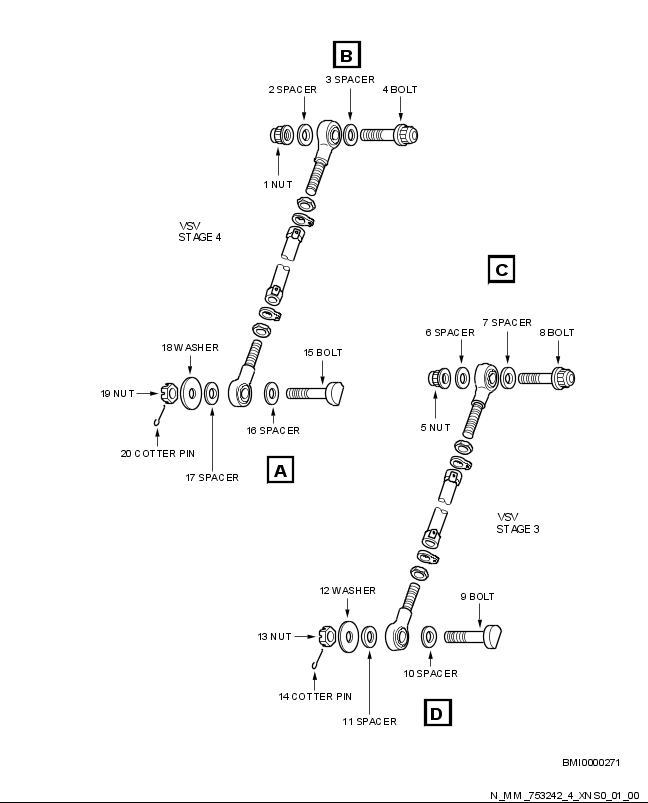 B
3 SPACER
2 SPACER
4 BOLT
1 NUT
VSV
STAGE 4
C
7 SPACER
6 SPACER
8 BOLT
18 WASHER
15 BOLT
19 NUT
5 NUT
16 SPACER
20 COTTER PIN
17 SPACER
A
VSV
STAGE 3
12 WASHER
9 BOLT
13 NUT
10 SPACER
14 COTTER PIN
11 SPACER
D
BMI0000271
N_MM_753242_4_XNS0_01_00